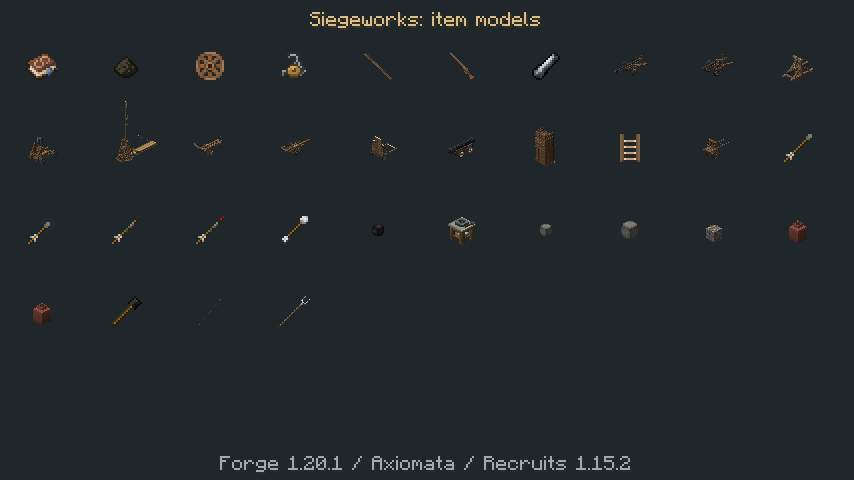 Siegeworks: item models
Forge 1.20.1 / Axiomata / Recruits 1.15.2